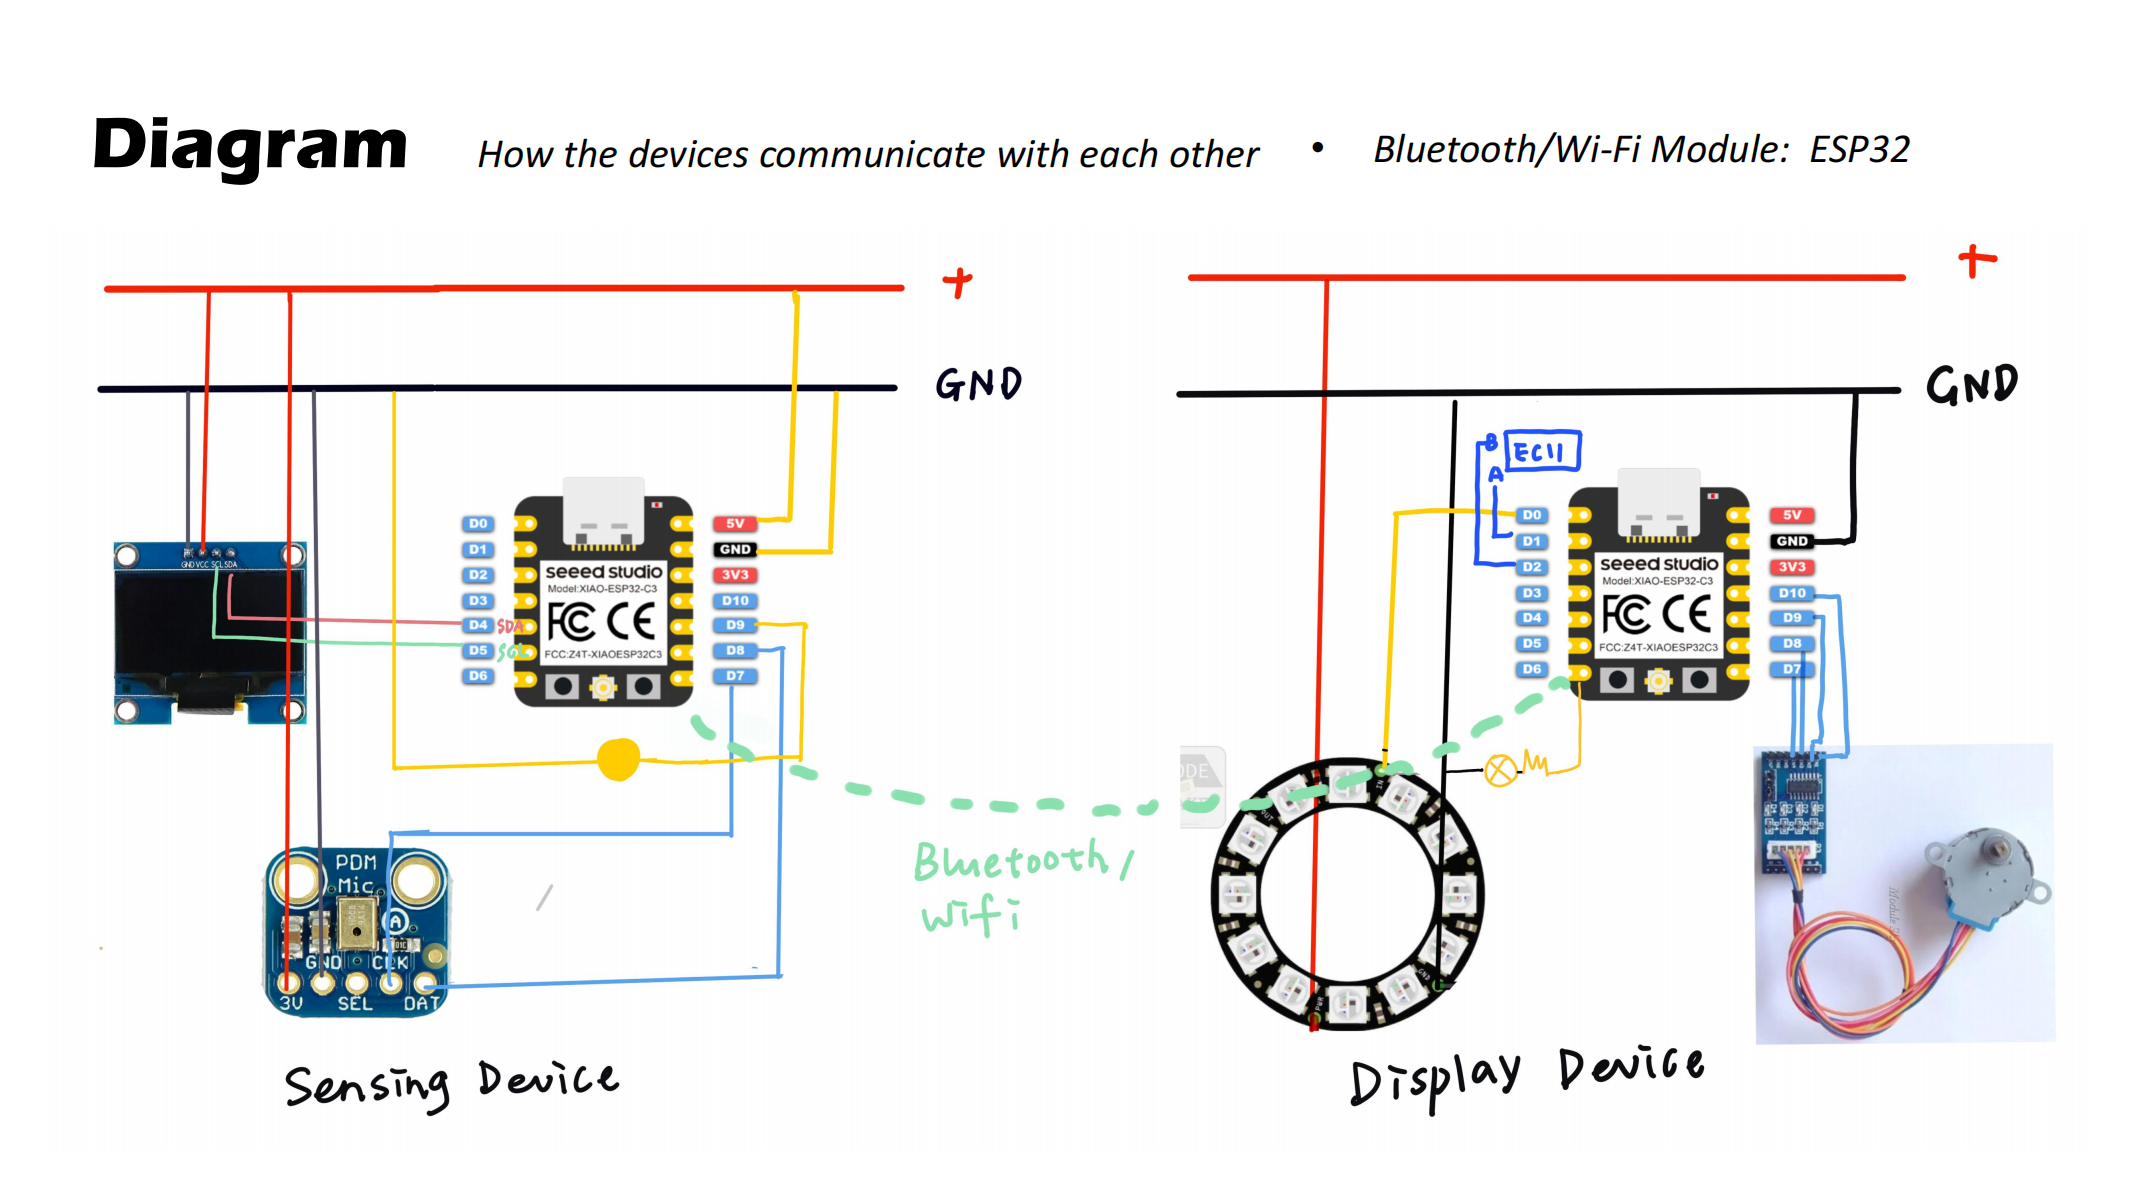 Diagram
How the devices communicate with each other
• Bluetooth/Wi-Fi Module: ESP32
+
GND
GND VCC SCL SDA
D0
D1
D2
D3
D4 SDA
D5
D6
seeed studio
Model:XIAO-ESP32-C3
FC CE
FCC:Z4T-XIAOESP32C3
5V
GND
3V3
D10
D9
D8
D7
PDM
Mic
GND CLK
3V SEL DAT
Sensing Device
Bluetooth/
Wifi
+
GND
B
EC11
A
D0
D1
D2
D3
D4
D5
D6
seeed studio
Model:XIAO-ESP32-C3
FC CE
FCC:Z4T-XIAOESP32C3
5V
GND
3V3
D10
D9
D8
D7
IN
OUT
GND
PWR
Display Device